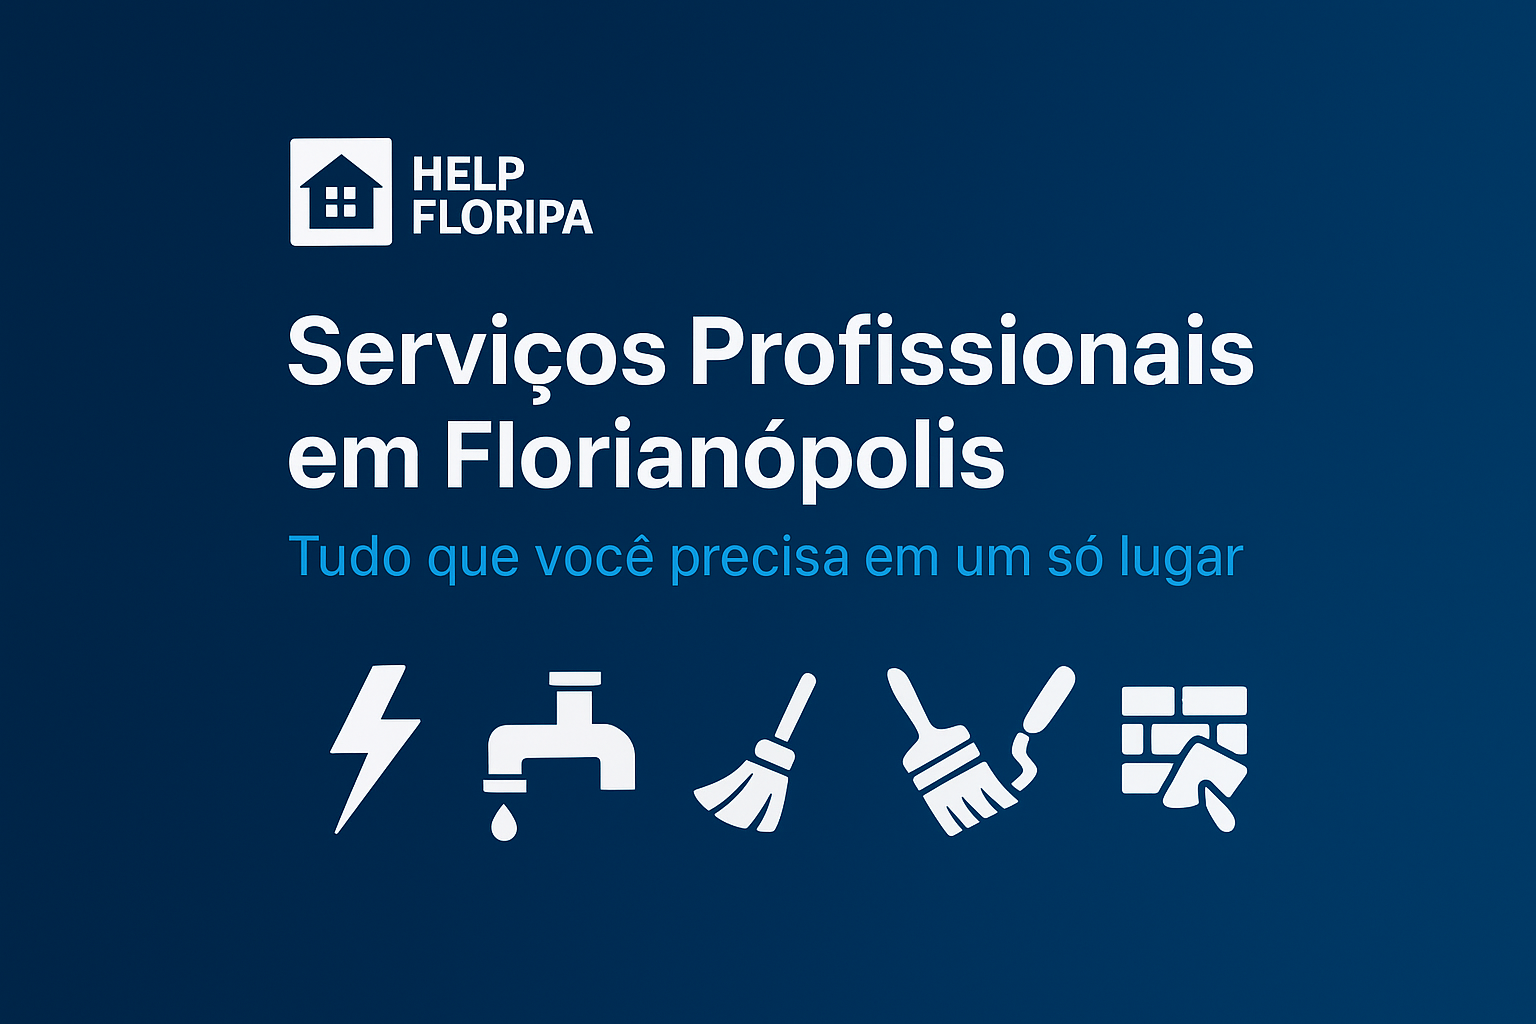 HELP
FLORIPA
Serviços Profissionais
em Florianópolis
Tudo que você precisa em um só lugar